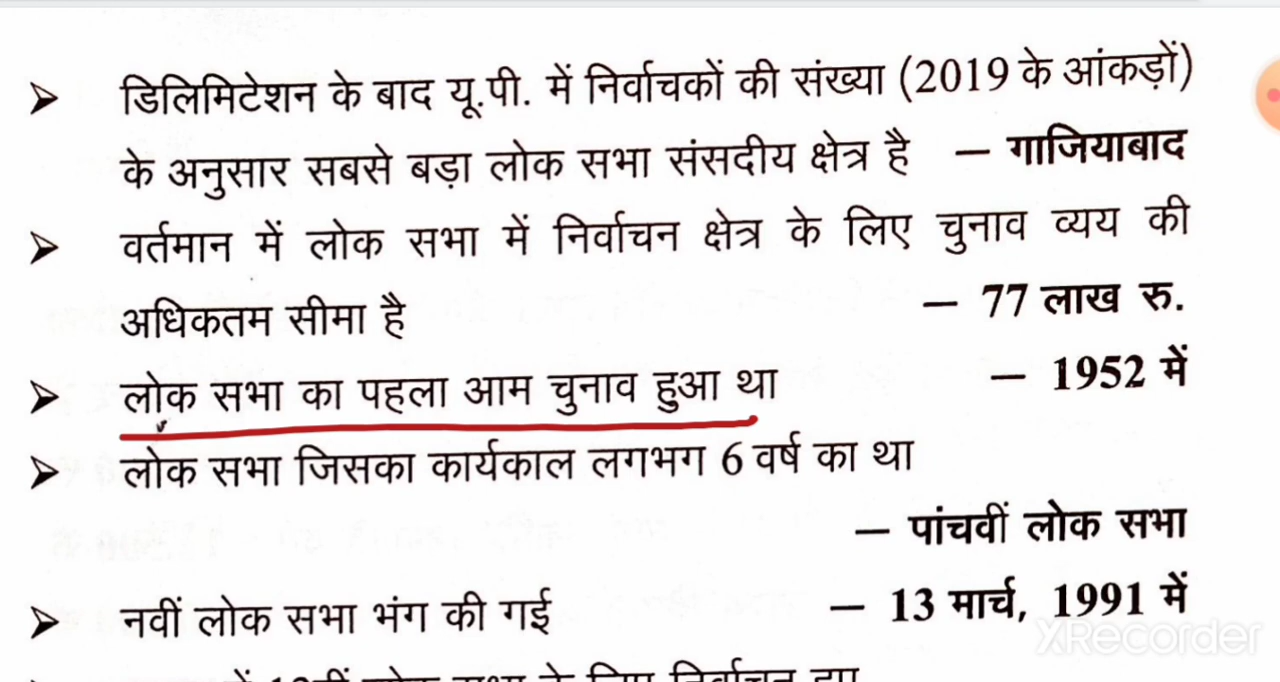 ➢ डिलिमिटेशन के बाद यू.पी. में निर्वाचकों की संख्या (2019 के आंकड़ों)
के अनुसार सबसे बड़ा लोक सभा संसदीय क्षेत्र है — गाजियाबाद
➢ वर्तमान में लोक सभा में निर्वाचन क्षेत्र के लिए चुनाव व्यय की
अधिकतम सीमा है — 77 लाख रु.
➢ लोक सभा का पहला आम चुनाव हुआ था — 1952 में
➢ लोक सभा जिसका कार्यकाल लगभग 6 वर्ष का था
— पांचवीं लोक सभा
➢ नवीं लोक सभा भंग की गई — 13 मार्च, 1991 में
XRecorder